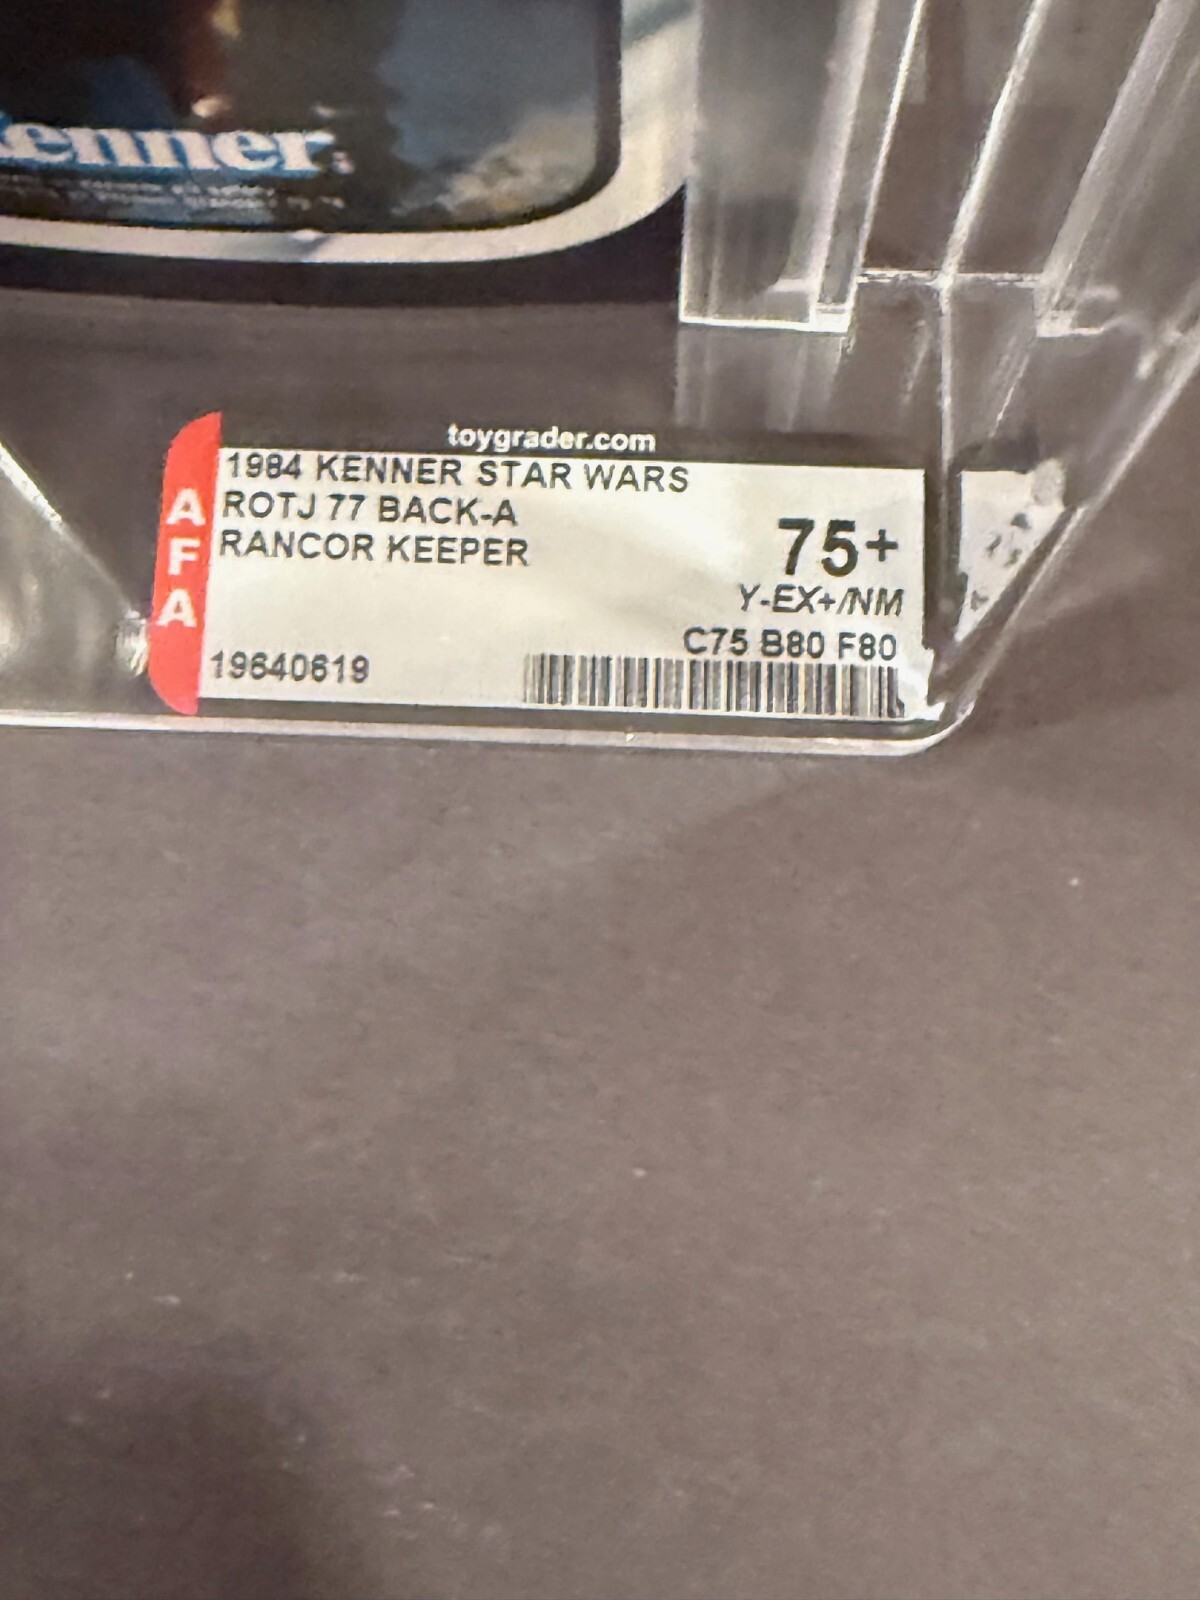 Kenner
toygrader.com
AFA
1984 KENNER STAR WARS
ROTJ 77 BACK-A
RANCOR KEEPER
75+
Y-EX+/NM
C75 B80 F80
19640619